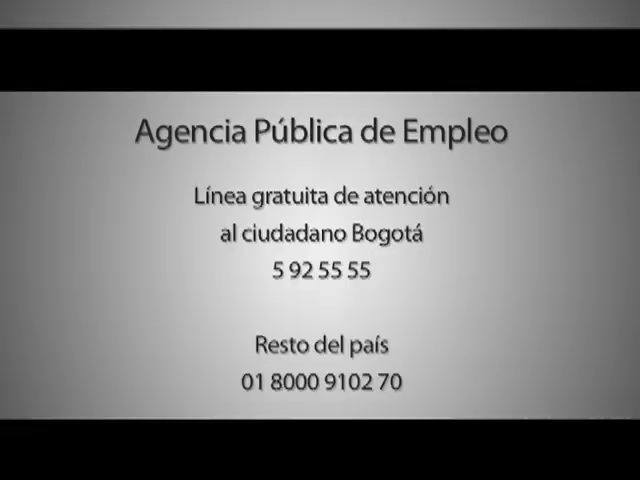 Agencia Pública de Empleo
Línea gratuita de atención
al ciudadano Bogotá
5 92 55 55
Resto del país
01 8000 9102 70